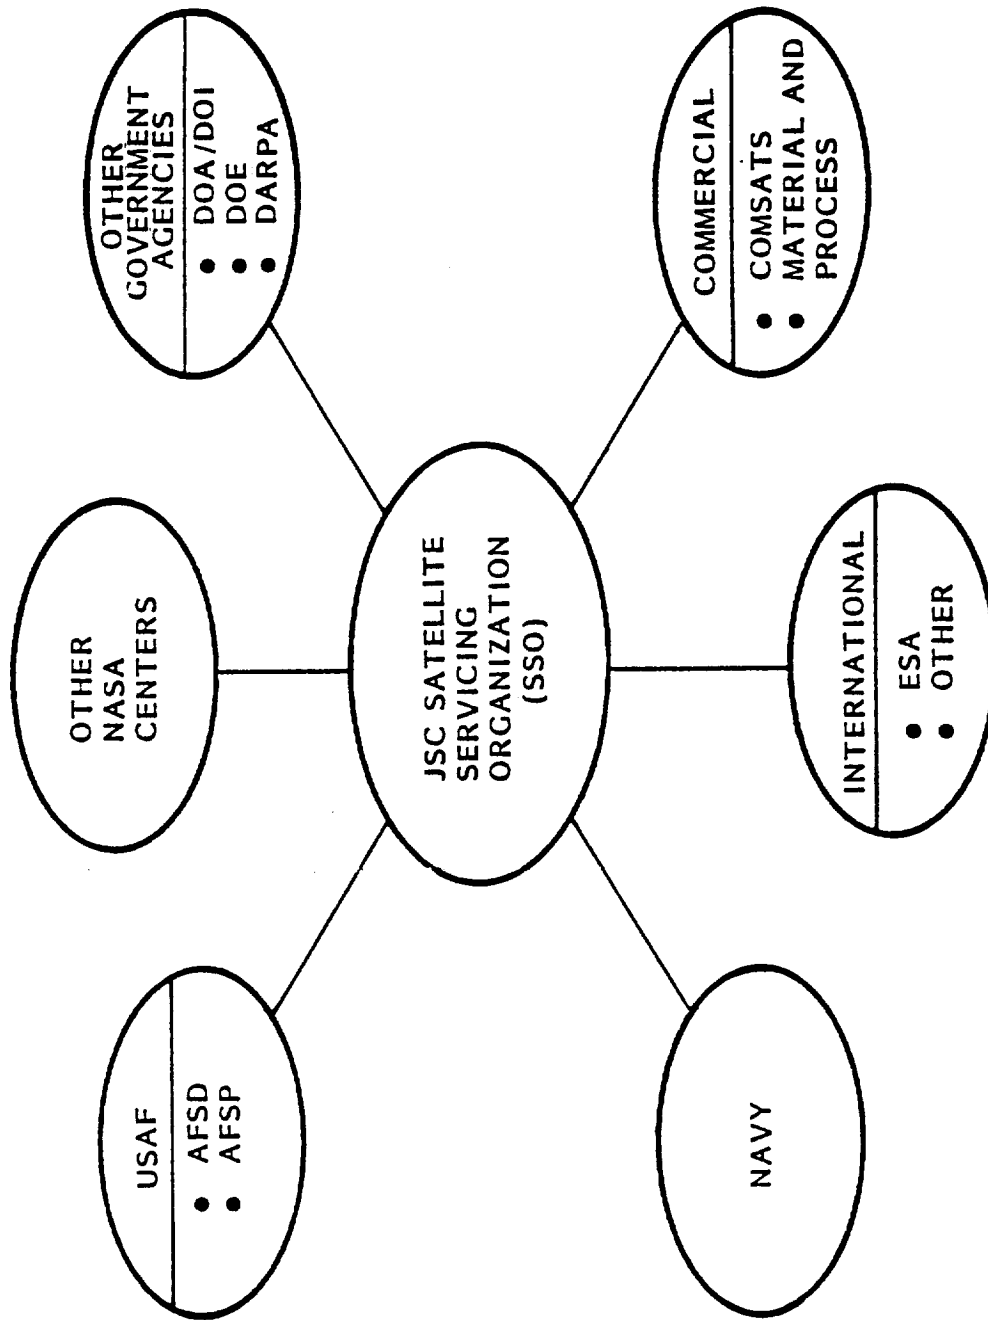 USAF
• AFSD
• AFSP
OTHER
NASA
CENTERS
OTHER
GOVERNMENT
AGENCIES
• DOA/DOI
• DOE
• DARPA
JSC SATELLITE
SERVICING
ORGANIZATION
(SSO)
NAVY
INTERNATIONAL
• ESA
• OTHER
COMMERCIAL
• COMSATS
• MATERIAL AND
PROCESS